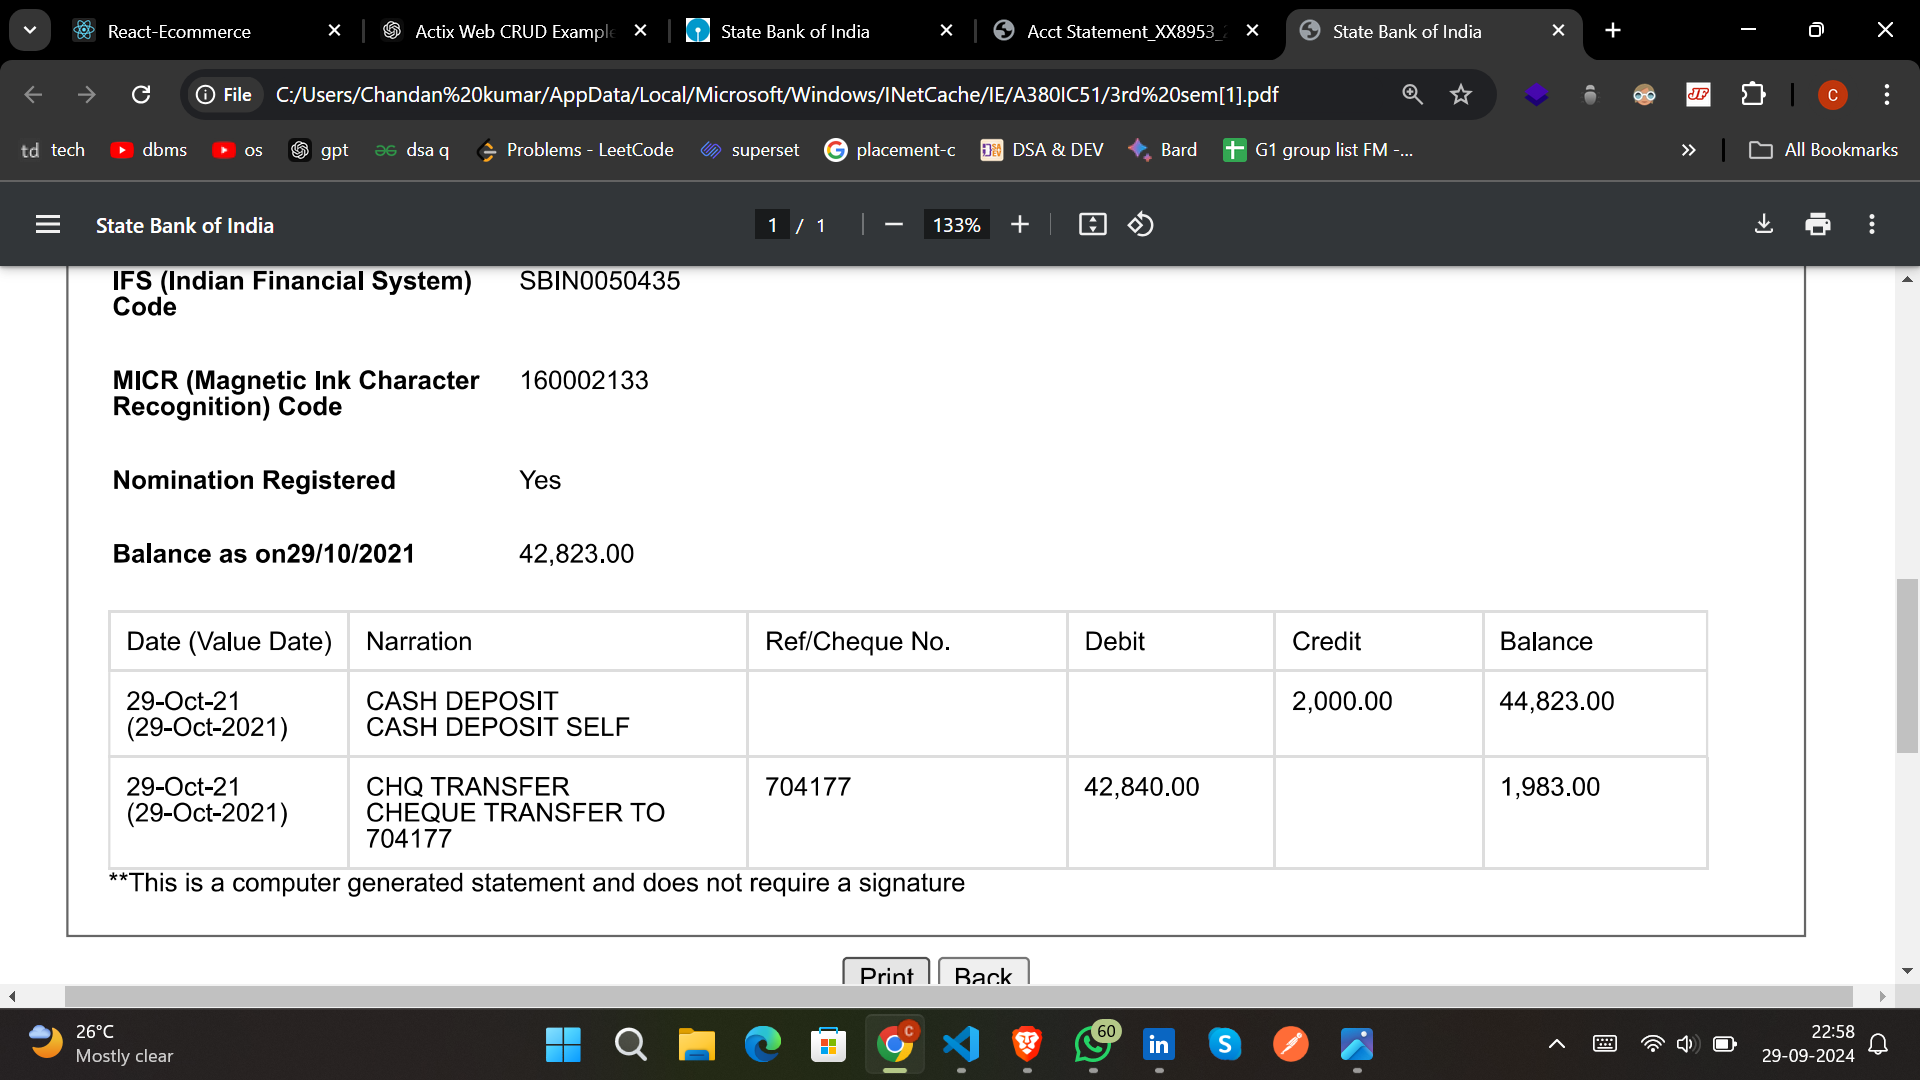 React-Ecommerce
Actix Web CRUD Example
State Bank of India
Acct Statement_XX8953_2
State Bank of India
File
C:/Users/Chandan%20kumar/AppData/Local/Microsoft/Windows/INetCache/IE/A380IC51/3rd%20sem[1].pdf
C
td tech
dbms
os
gpt
dsa q
Problems - LeetCode
superset
placement-c
DSA & DEV
Bard
G1 group list FM -...
All Bookmarks
State Bank of India
1 / 1
133%
IFS (Indian Financial System)
Code
SBIN0050435
MICR (Magnetic Ink Character
Recognition) Code
160002133
Nomination Registered
Yes
Balance as on29/10/2021
42,823.00
Date (Value Date) Narration Ref/Cheque No. Debit Credit Balance
29-Oct-21
(29-Oct-2021)
CASH DEPOSIT
CASH DEPOSIT SELF
2,000.00
44,823.00
29-Oct-21
(29-Oct-2021)
CHQ TRANSFER
CHEQUE TRANSFER TO
704177
704177
42,840.00
1,983.00
**This is a computer generated statement and does not require a signature
Print
Back
26°C
Mostly clear
C
60
in
S
22:58
29-09-2024